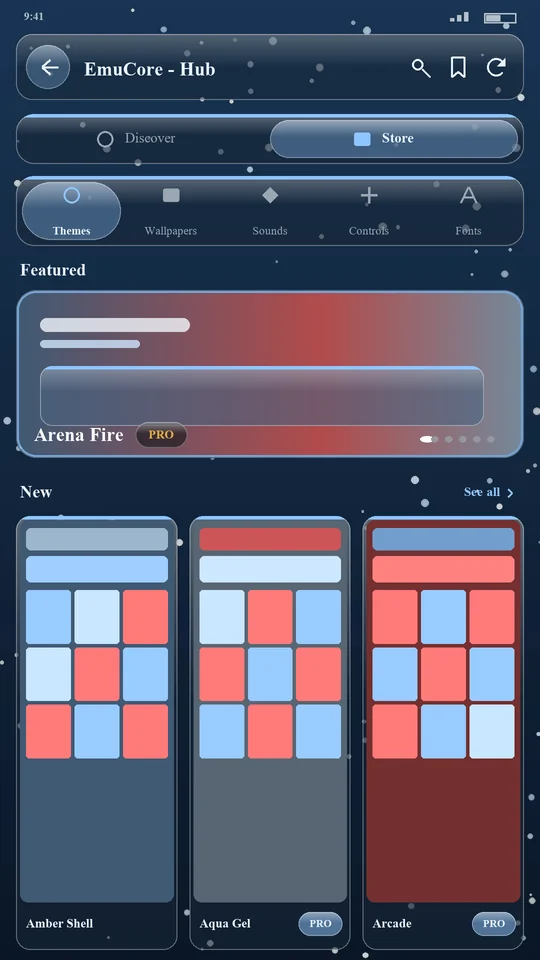 9:41
EmuCore - Hub
Discover
Store
Themes
Wallpapers
Sounds
Controls
Fonts
Featured
Arena Fire
PRO
New
See all
Amber Shell
Aqua Gel
PRO
Arcade
PRO